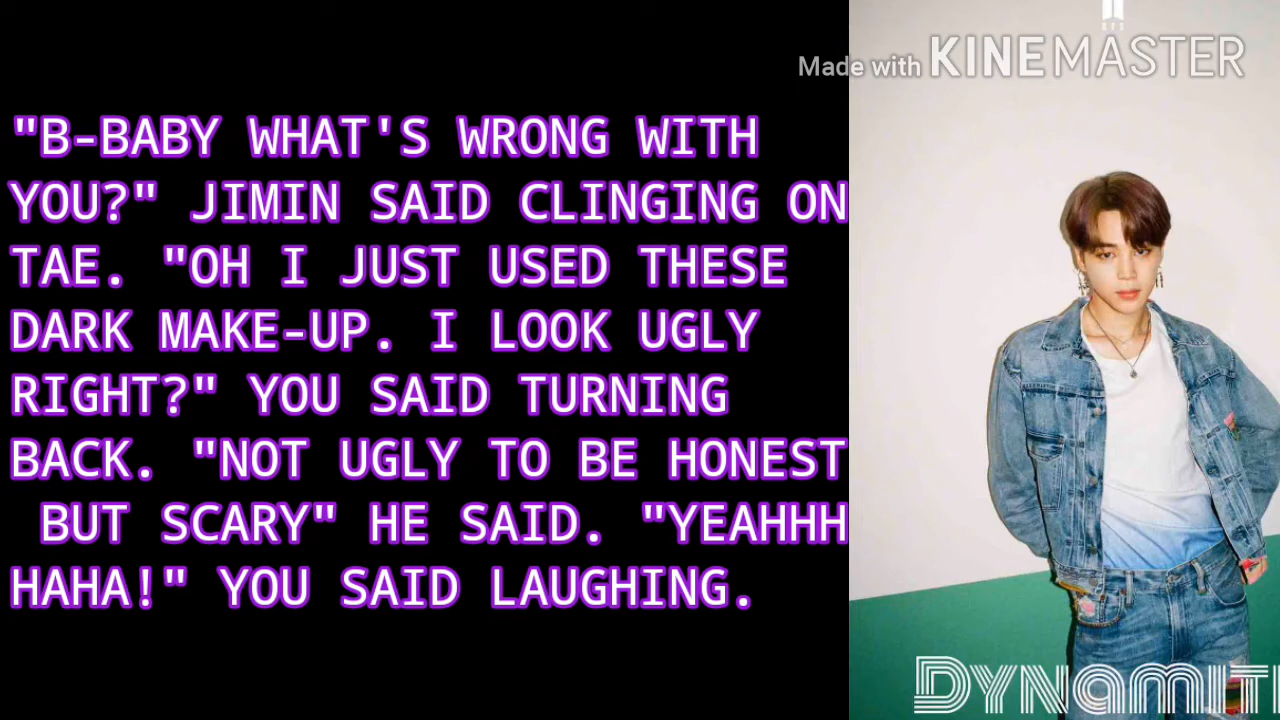 BTS
Made with KINEMASTER
"B-BABY WHAT'S WRONG WITH
YOU?" JIMIN SAID CLINGING ON
TAE. "OH I JUST USED THESE
DARK MAKE-UP. I LOOK UGLY
RIGHT?" YOU SAID TURNING
BACK. "NOT UGLY TO BE HONEST
BUT SCARY" HE SAID. "YEAHHH
HAHA!" YOU SAID LAUGHING.
DYNAMITE